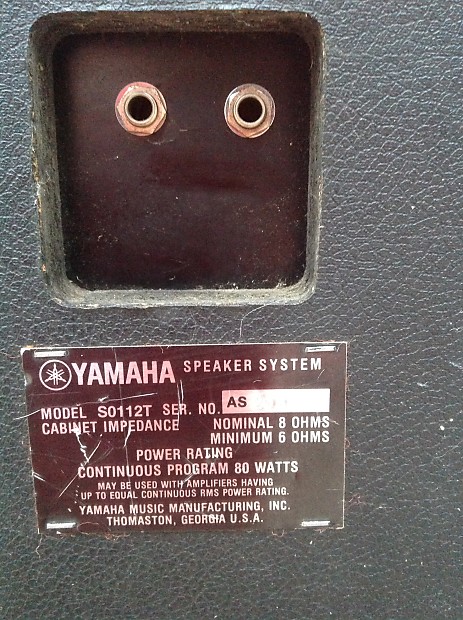 YAMAHA SPEAKER SYSTEM
MODEL S0112T SER. NO. AS
CABINET IMPEDANCE NOMINAL 8 OHMS
MINIMUM 6 OHMS
POWER RATING
CONTINUOUS PROGRAM 80 WATTS
MAY BE USED WITH AMPLIFIERS HAVING
UP TO EQUAL CONTINUOUS RMS POWER RATING.
YAMAHA MUSIC MANUFACTURING, INC.
THOMASTON, GEORGIA U.S.A.